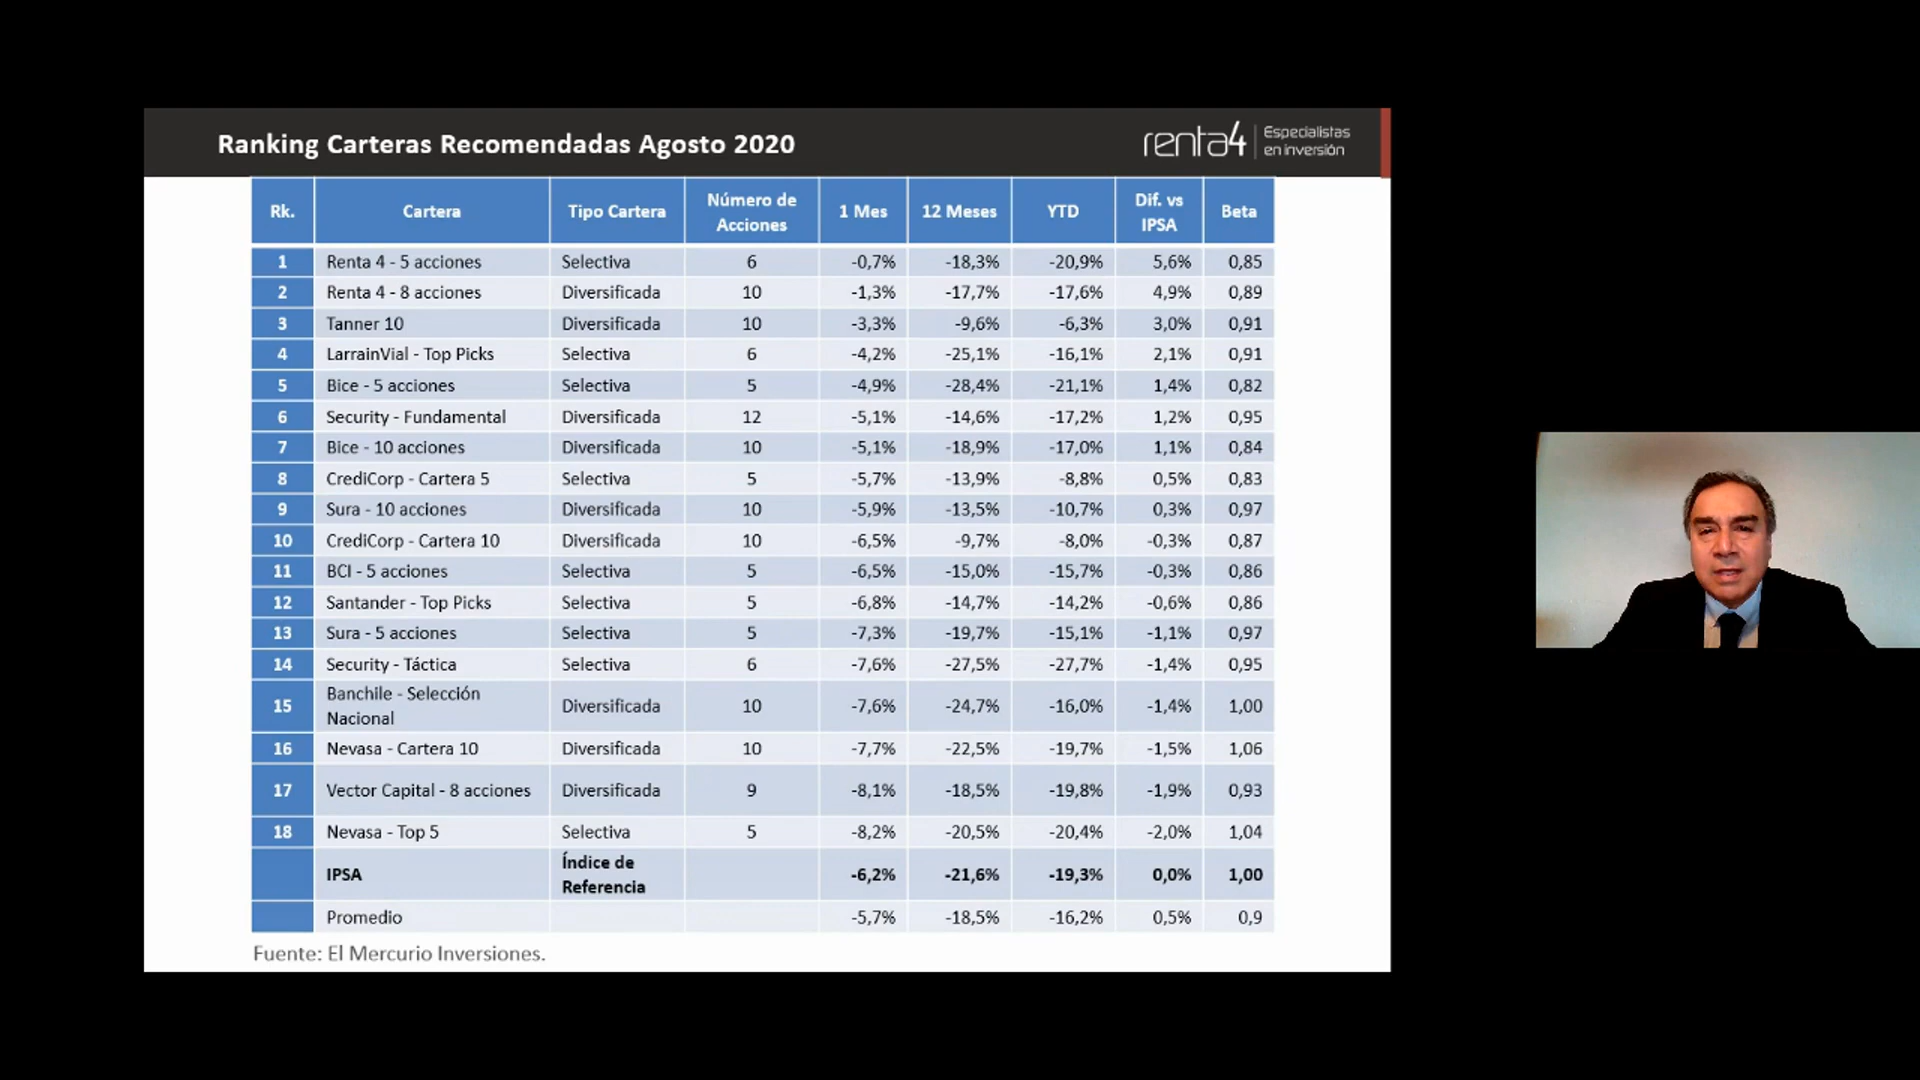 Ranking Carteras Recomendadas Agosto 2020
renta4 Especialistas
en inversión
Rk. Cartera Tipo Cartera Número de Acciones 1 Mes 12 Meses YTD Dif. vs IPSA Beta
1 Renta 4 - 5 acciones Selectiva 6 -0,7% -18,3% -20,9% 5,6% 0,85
2 Renta 4 - 8 acciones Diversificada 10 -1,3% -17,7% -17,6% 4,9% 0,89
3 Tanner 10 Diversificada 10 -3,3% -9,6% -6,3% 3,0% 0,91
4 LarrainVial - Top Picks Selectiva 6 -4,2% -25,1% -16,1% 2,1% 0,91
5 Bice - 5 acciones Selectiva 5 -4,9% -28,4% -21,1% 1,4% 0,82
6 Security - Fundamental Diversificada 12 -5,1% -14,6% -17,2% 1,2% 0,95
7 Bice - 10 acciones Diversificada 10 -5,1% -18,9% -17,0% 1,1% 0,84
8 CrediCorp - Cartera 5 Selectiva 5 -5,7% -13,9% -8,8% 0,5% 0,83
9 Sura - 10 acciones Diversificada 10 -5,9% -13,5% -10,7% 0,3% 0,97
10 CrediCorp - Cartera 10 Diversificada 10 -6,5% -9,7% -8,0% -0,3% 0,87
11 BCI - 5 acciones Selectiva 5 -6,5% -15,0% -15,7% -0,3% 0,86
12 Santander - Top Picks Selectiva 5 -6,8% -14,7% -14,2% -0,6% 0,86
13 Sura - 5 acciones Selectiva 5 -7,3% -19,7% -15,1% -1,1% 0,97
14 Security - Táctica Selectiva 6 -7,6% -27,5% -27,7% -1,4% 0,95
15 Banchile - Selección Nacional Diversificada 10 -7,6% -24,7% -16,0% -1,4% 1,00
16 Nevasa - Cartera 10 Diversificada 10 -7,7% -22,5% -19,7% -1,5% 1,06
17 Vector Capital - 8 acciones Diversificada 9 -8,1% -18,5% -19,8% -1,9% 0,93
18 Nevasa - Top 5 Selectiva 5 -8,2% -20,5% -20,4% -2,0% 1,04
IPSA Índice de Referencia -6,2% -21,6% -19,3% 0,0% 1,00
Promedio -5,7% -18,5% -16,2% 0,5% 0,9
Fuente: El Mercurio Inversiones.